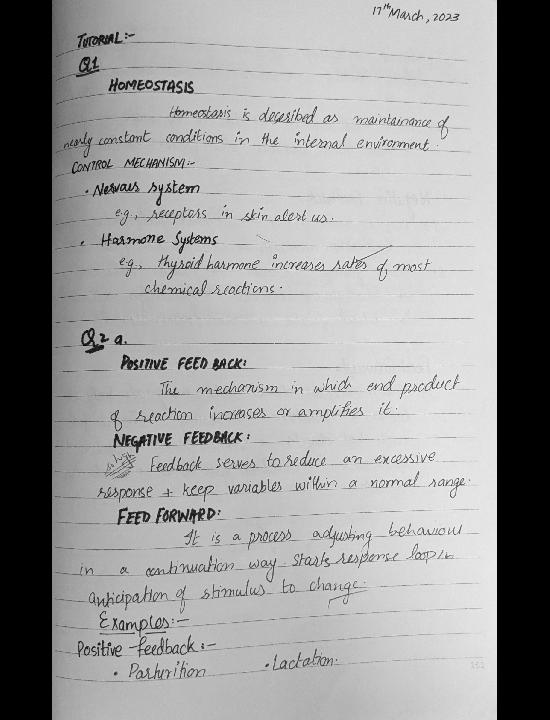 17th March, 2023
TUTORIAL:-
Q1
HOMEOSTASIS
Homeostasis is described as maintainance of
nearly constant conditions in the internal environment.
CONTROL MECHANISM:-
• Nervous system
e.g., receptors in skin alert us.
• Harmone Systems
e.g., thyroid harmone increases rates of most
chemical reactions.
Q2 a.
POSITIVE FEED BACK:
The mechanism in which end product
of reaction increases or amplifies it.
NEGATIVE FEEDBACK:
Feedback serves to reduce an excessive
response + keep variables within a normal range.
FEED FORWARD:
It is a process adjusting behaviour
in a continuation way starts response loop in
anticipation of stimulus to change.
Examples:-
Positive feedback:-
• Parturition • Lactation.